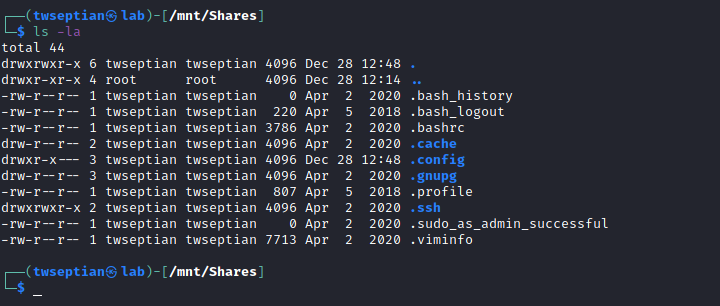 ┌──(twseptian㉿lab)-[/mnt/Shares]
└─$ ls -la
total 44
drwxrwxr-x 6 twseptian twseptian 4096 Dec 28 12:48 .
drwxr-xr-x 4 root      root      4096 Dec 28 12:14 ..
-rw-r--r-- 1 twseptian twseptian    0 Apr  2  2020 .bash_history
-rw-r--r-- 1 twseptian twseptian  220 Apr  5  2018 .bash_logout
-rw-r--r-- 1 twseptian twseptian 3786 Apr  2  2020 .bashrc
drw-r--r-- 2 twseptian twseptian 4096 Apr  2  2020 .cache
drwxr-x--- 3 twseptian twseptian 4096 Dec 28 12:48 .config
drw-r--r-- 3 twseptian twseptian 4096 Apr  2  2020 .gnupg
-rw-r--r-- 1 twseptian twseptian  807 Apr  5  2018 .profile
drwxrwxr-x 2 twseptian twseptian 4096 Apr  2  2020 .ssh
-rw-r--r-- 1 twseptian twseptian    0 Apr  2  2020 .sudo_as_admin_successful
-rw-r--r-- 1 twseptian twseptian 7713 Apr  2  2020 .viminfo
┌──(twseptian㉿lab)-[/mnt/Shares]
└─$ _